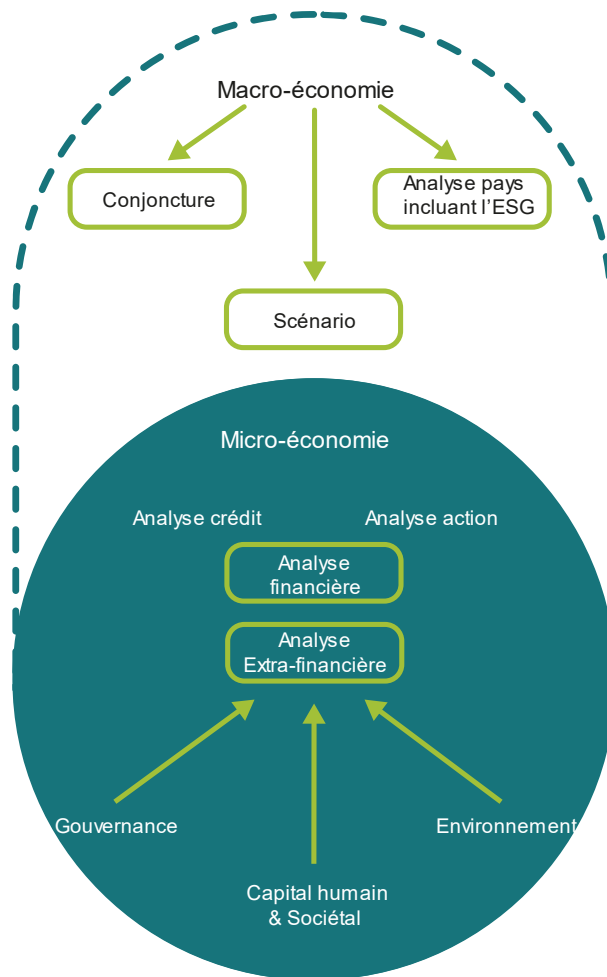 Macro-économie
Conjoncture
Analyse pays
incluant l’ESG
Scénario
Micro-économie
Analyse crédit
Analyse action
Analyse
financière
Analyse
Extra-financière
Gouvernance
Environnement
Capital humain
& Sociétal